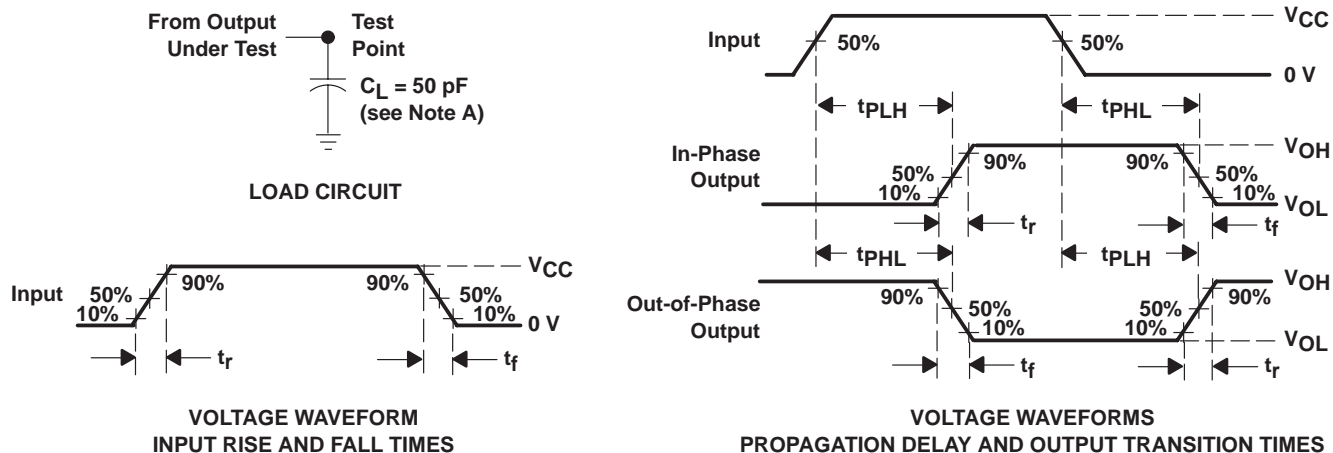 From Output
Under Test
Test
Point
CL = 50 pF
(see Note A)
LOAD CIRCUIT
Input
50%
10%
90%
90%
50%
10%
VCC
0 V
tr
tf
VOLTAGE WAVEFORM
INPUT RISE AND FALL TIMES
Input
50%
50%
VCC
0 V
tPLH
tPHL
In-Phase
Output
50%
10%
90%
90%
50%
10%
VOH
VOL
tr
tf
tPHL
tPLH
Out-of-Phase
Output
90%
50%
10%
50%
10%
90%
VOH
VOL
tf
tr
VOLTAGE WAVEFORMS
PROPAGATION DELAY AND OUTPUT TRANSITION TIMES